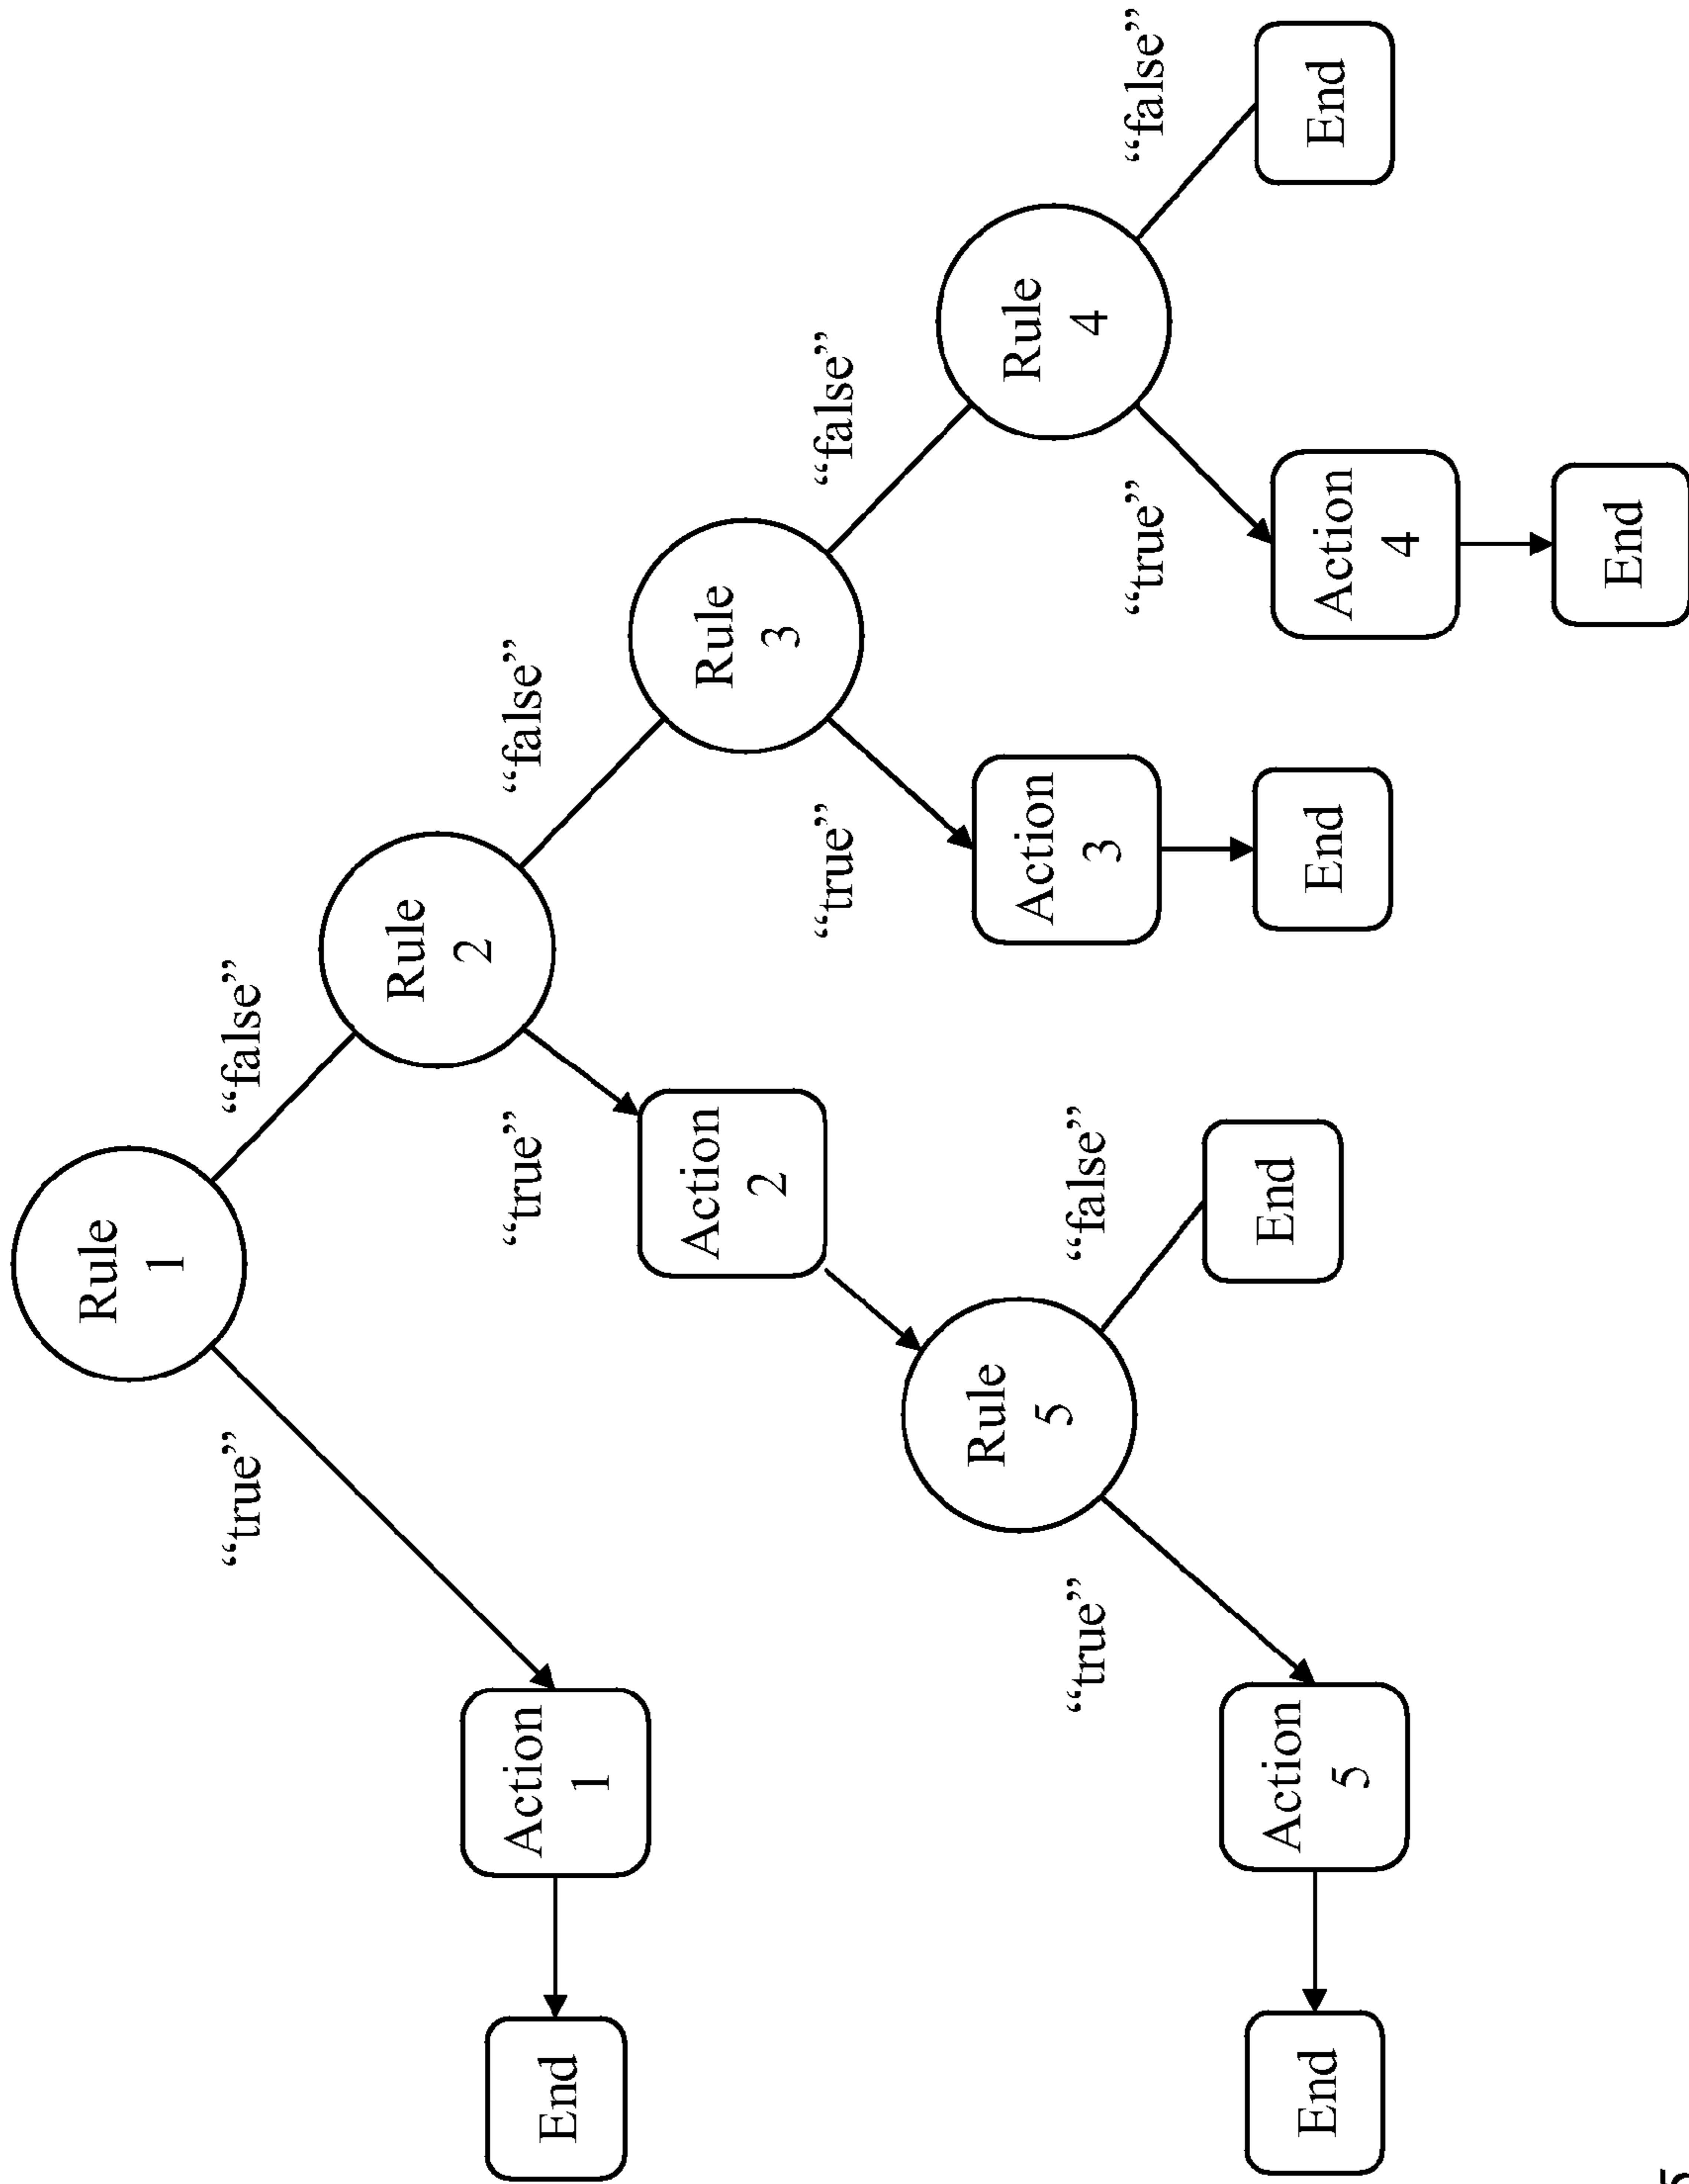 Rule
1
“true”
“false”
Rule
2
“true”
“false”
Action
1
End
Action
2
Rule
3
“true”
“false”
Rule
5
Action
3
Rule
4
“true”
“false”
“true”
“false”
End
Action
5
End
End
End
Action
4
End